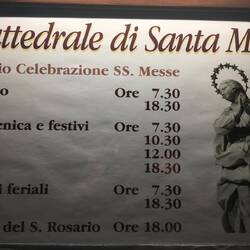 attedrale di Santa M
io Celebrazione SS. Messe
o Ore 7.30
18.30
enica e festivi Ore 7.30
10.30
12.00
18.30
i feriali Ore 7.30
18.30
del S. Rosario Ore 18.00